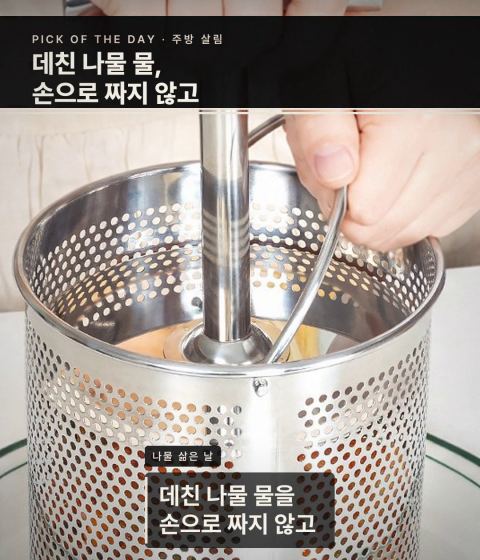 PICK OF THE DAY · 주방 살림
데친 나물 물,
손으로 짜지 않고
나물 삶은 날
데친 나물 물을
손으로 짜지 않고